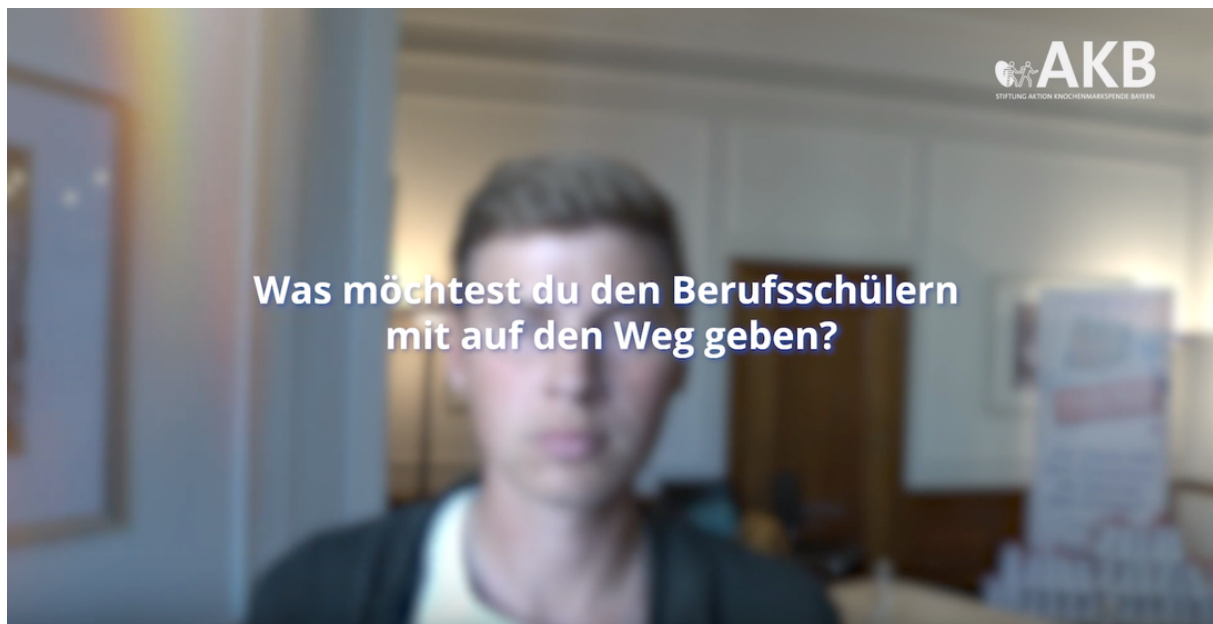 AKB
STIFTUNG AKTION KNOCHENMARKSPENDE BAYERN
Was möchtest du den Berufsschülern
mit auf den Weg geben?